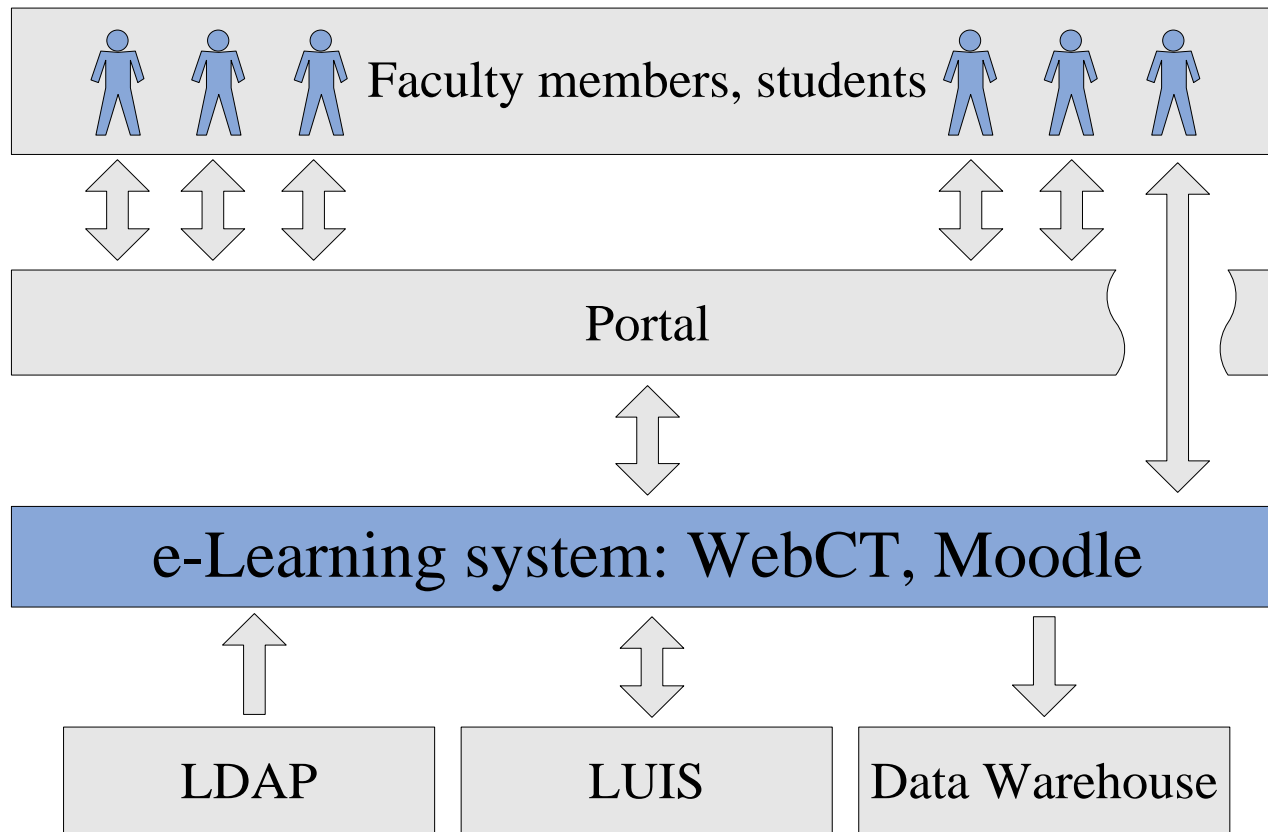 Faculty members, students
Portal
e-Learning system: WebCT, Moodle
LDAP
LUIS
Data Warehouse